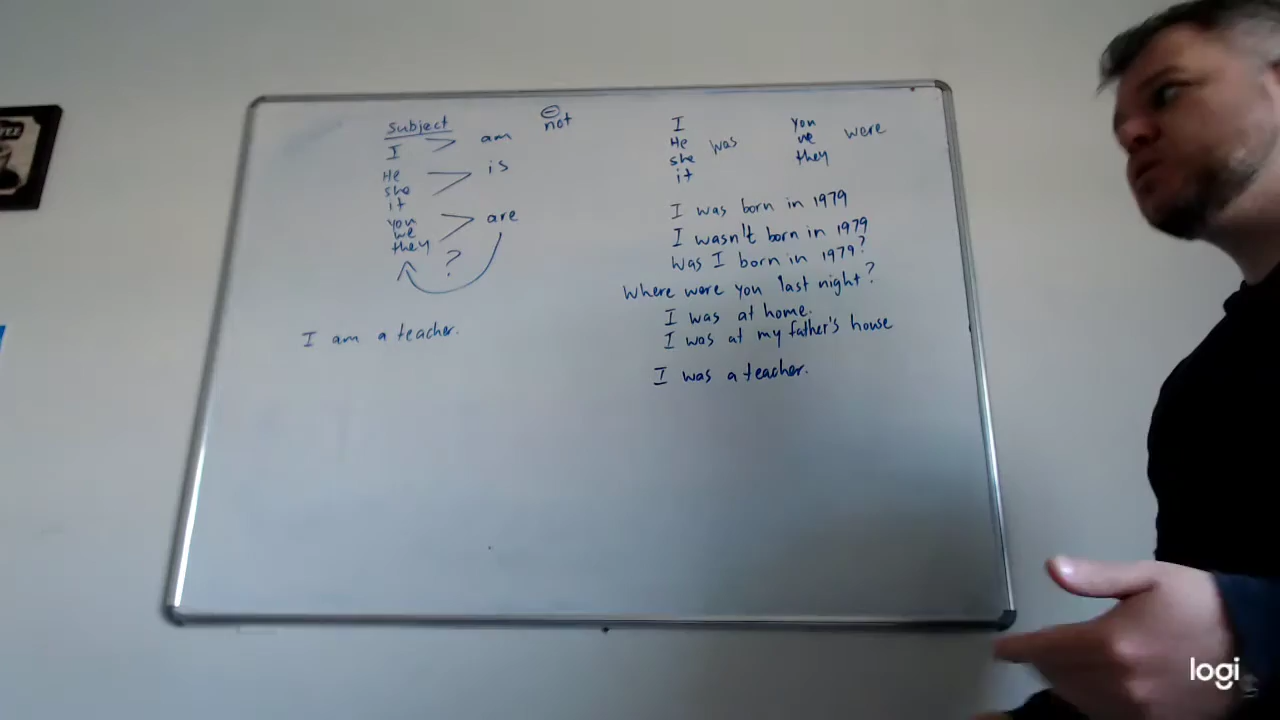 Subject
I > am
⊖
not
He
she > is
it
You
we > are
they
?
I am a teacher.
I
He
she was
it
You
we were
they
I was born in 1979
I wasn't born in 1979
Was I born in 1979?
Where were you last night?
I was at home.
I was at my father's house
I was a teacher.
logi